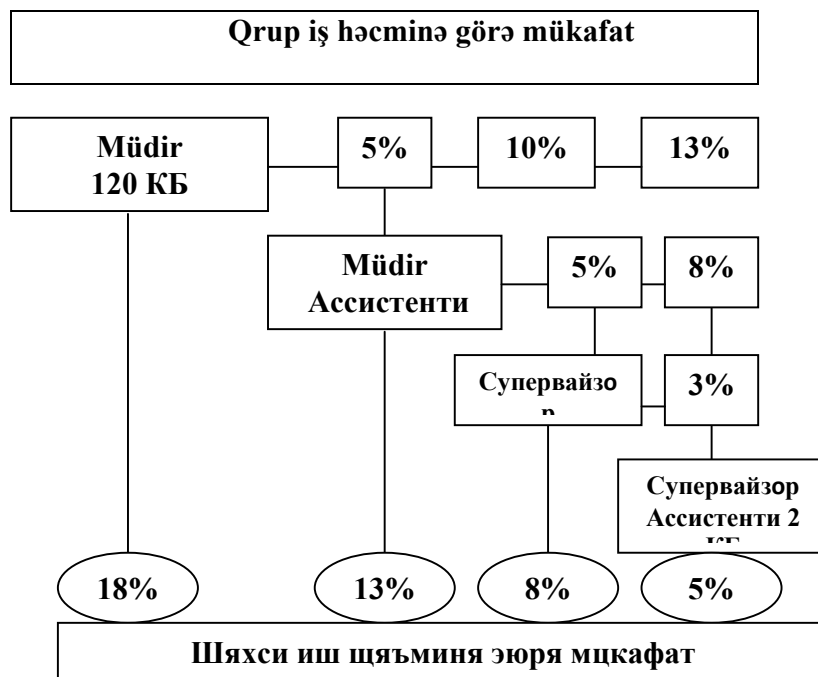 Qrup iş həcminə görə mükafat
Müdir
120 КБ
5%
10%
13%
Müdir
Ассистенти
5%
8%
Супервайзо
р
3%
Супервайзор
Ассистенти 2
КБ
18%
13%
8%
5%
Шяхси иш щяъминя эюря мцкафат